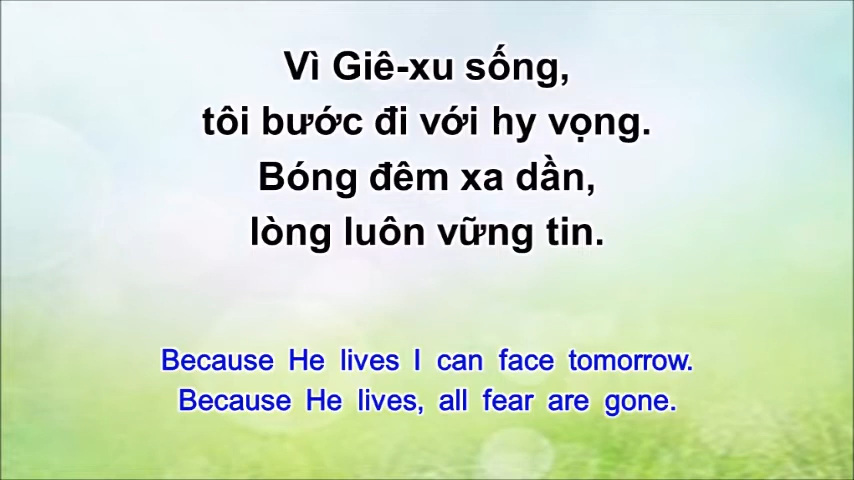 Vì Giê-xu sống,
tôi bước đi với hy vọng.
Bóng đêm xa dần,
lòng luôn vững tin.
Because He lives I can face tomorrow.
Because He lives, all fear are gone.